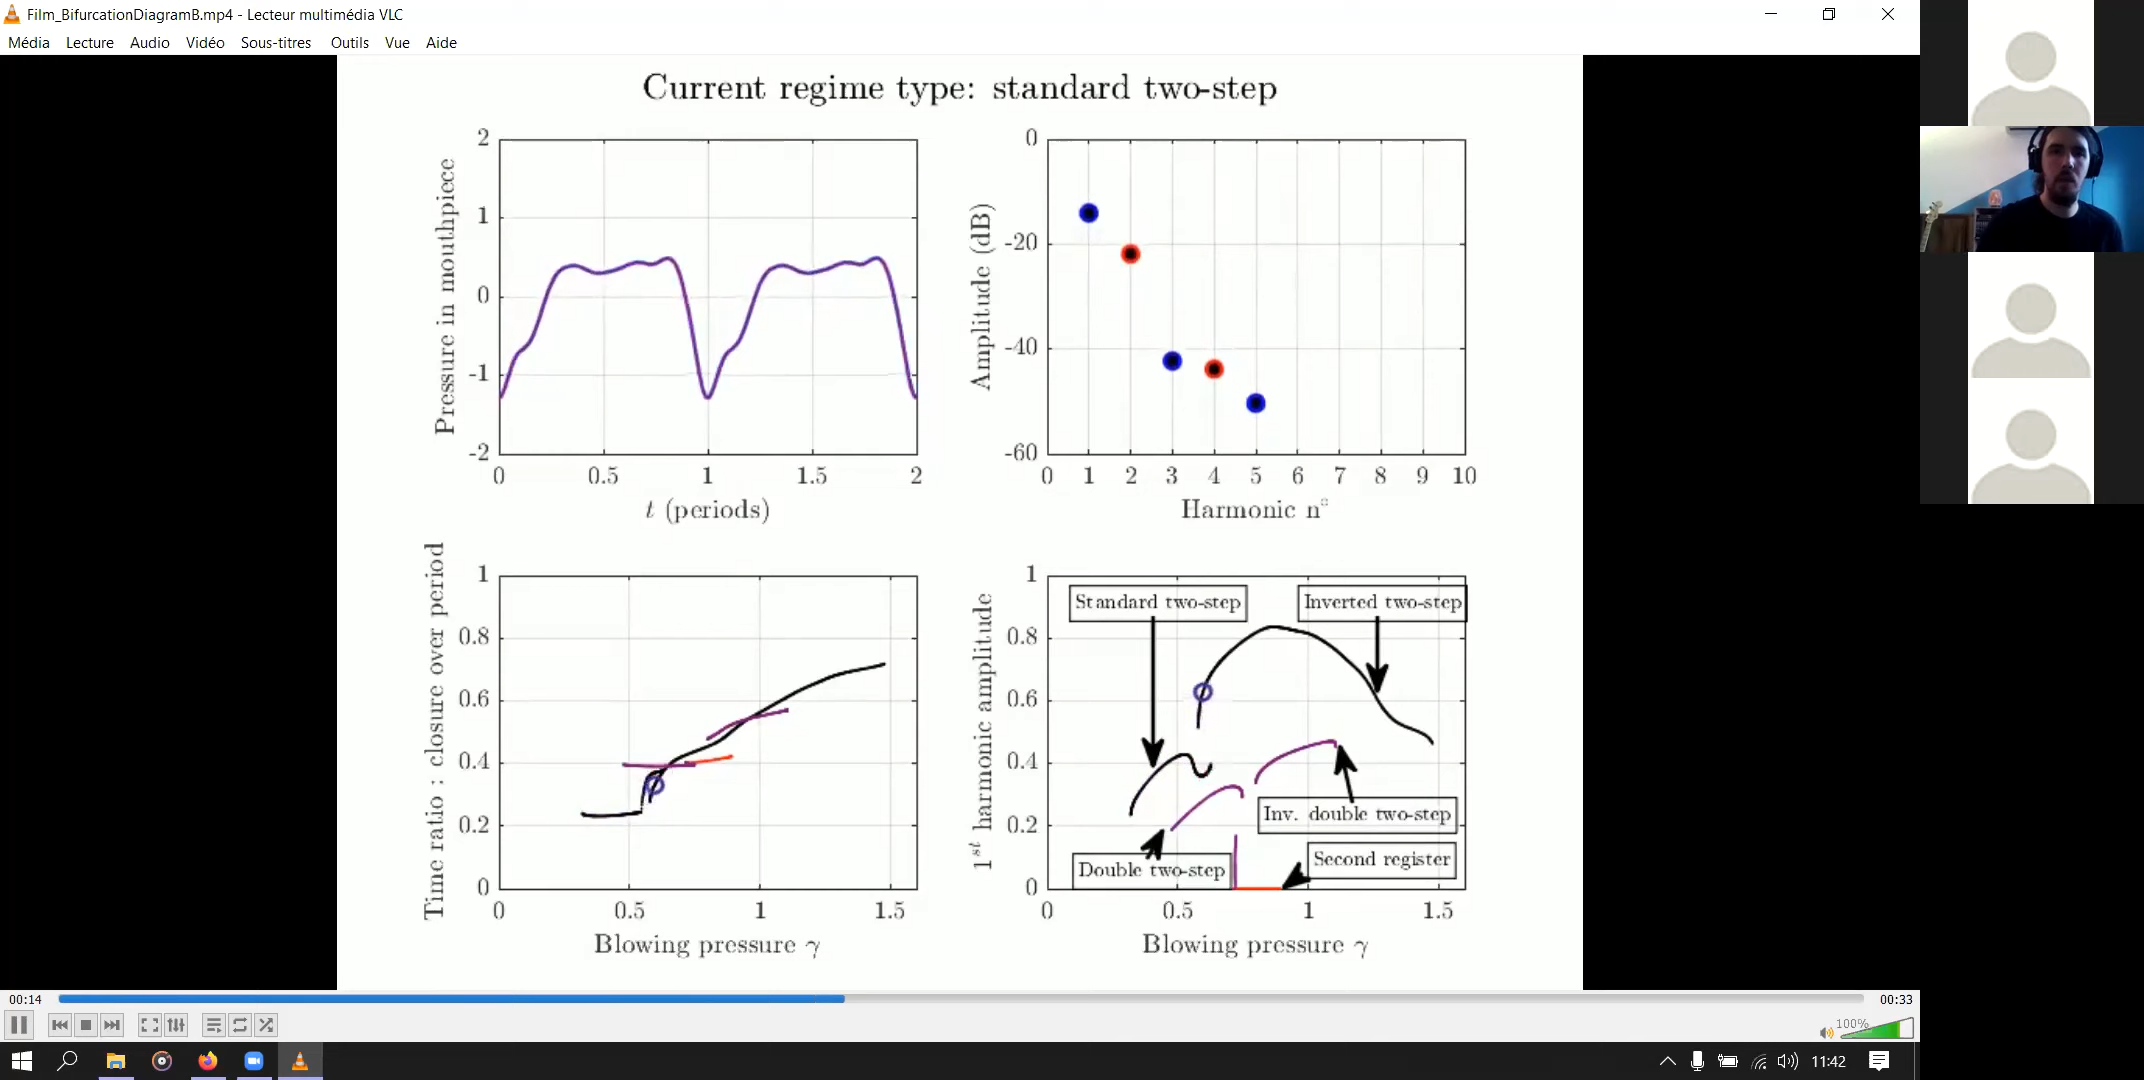 Film_BifurcationDiagramB.mp4 - Lecteur multimédia VLC
Média Lecture Audio Vidéo Sous-titres Outils Vue Aide
Current regime type: standard two-step
Pressure in mouthpiece
2
1
0
-1
-2
0 0.5 1 1.5 2
t (periods)
Amplitude (dB)
0
-20
-40
-60
0 1 2 3 4 5 6 7 8 9 10
Harmonic n°
Time ratio : closure over period
1
0.8
0.6
0.4
0.2
0
0 0.5 1 1.5
Blowing pressure γ
1st harmonic amplitude
1
0.8
0.6
0.4
0.2
0
Standard two-step
Inverted two-step
Inv. double two-step
Second register
Double two-step
0 0.5 1 1.5
Blowing pressure γ
00:14
00:33
100%
11:42